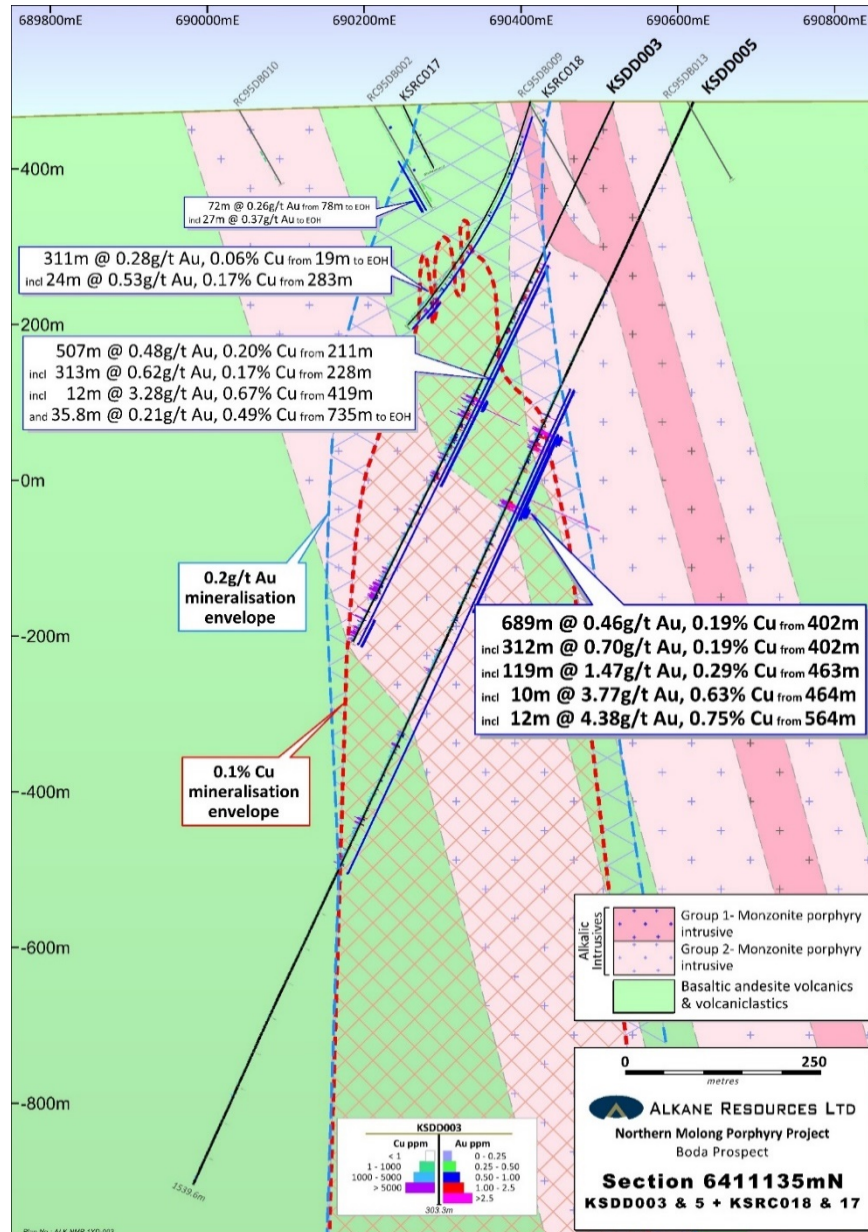 689800mE 690000mE 690200mE 690400mE 690600mE 690800mE
RC95DB010
RC95DB002
KSRC017
RC95DB009
KSRC018
KSDD003
RC95DB013
KSDD005
400m
200m
0m
-200m
-400m
-600m
-800m
72m @ 0.26g/t Au from 78m to EOH
incl 27m @ 0.37g/t Au to EOH
311m @ 0.28g/t Au, 0.06% Cu from 19m to EOH
incl 24m @ 0.53g/t Au, 0.17% Cu from 283m
507m @ 0.48g/t Au, 0.20% Cu from 211m
incl 313m @ 0.62g/t Au, 0.17% Cu from 228m
incl 12m @ 3.28g/t Au, 0.67% Cu from 419m
and 35.8m @ 0.21g/t Au, 0.49% Cu from 735m to EOH
0.2g/t Au
mineralisation
envelope
689m @ 0.46g/t Au, 0.19% Cu from 402m
incl 312m @ 0.70g/t Au, 0.19% Cu from 402m
incl 119m @ 1.47g/t Au, 0.29% Cu from 463m
incl 10m @ 3.77g/t Au, 0.63% Cu from 464m
incl 12m @ 4.38g/t Au, 0.75% Cu from 564m
0.1% Cu
mineralisation
envelope
1539.6m
Alkalic
Intrusives
Group 1- Monzonite porphyry
intrusive
Group 2- Monzonite porphyry
intrusive
Basaltic andesite volcanics
& volcaniclastics
0 250
metres
ALKANE RESOURCES LTD
Northern Molong Porphyry Project
Boda Prospect
Section 6411135mN
KSDD003 & 5 + KSRC018 & 17
KSDD003
Cu ppm Au ppm
< 1 0 - 0.25
1 - 1000 0.25 - 0.50
1000 - 5000 0.50 - 1.00
> 5000 1.00 - 2.5
>2.5
303.3m